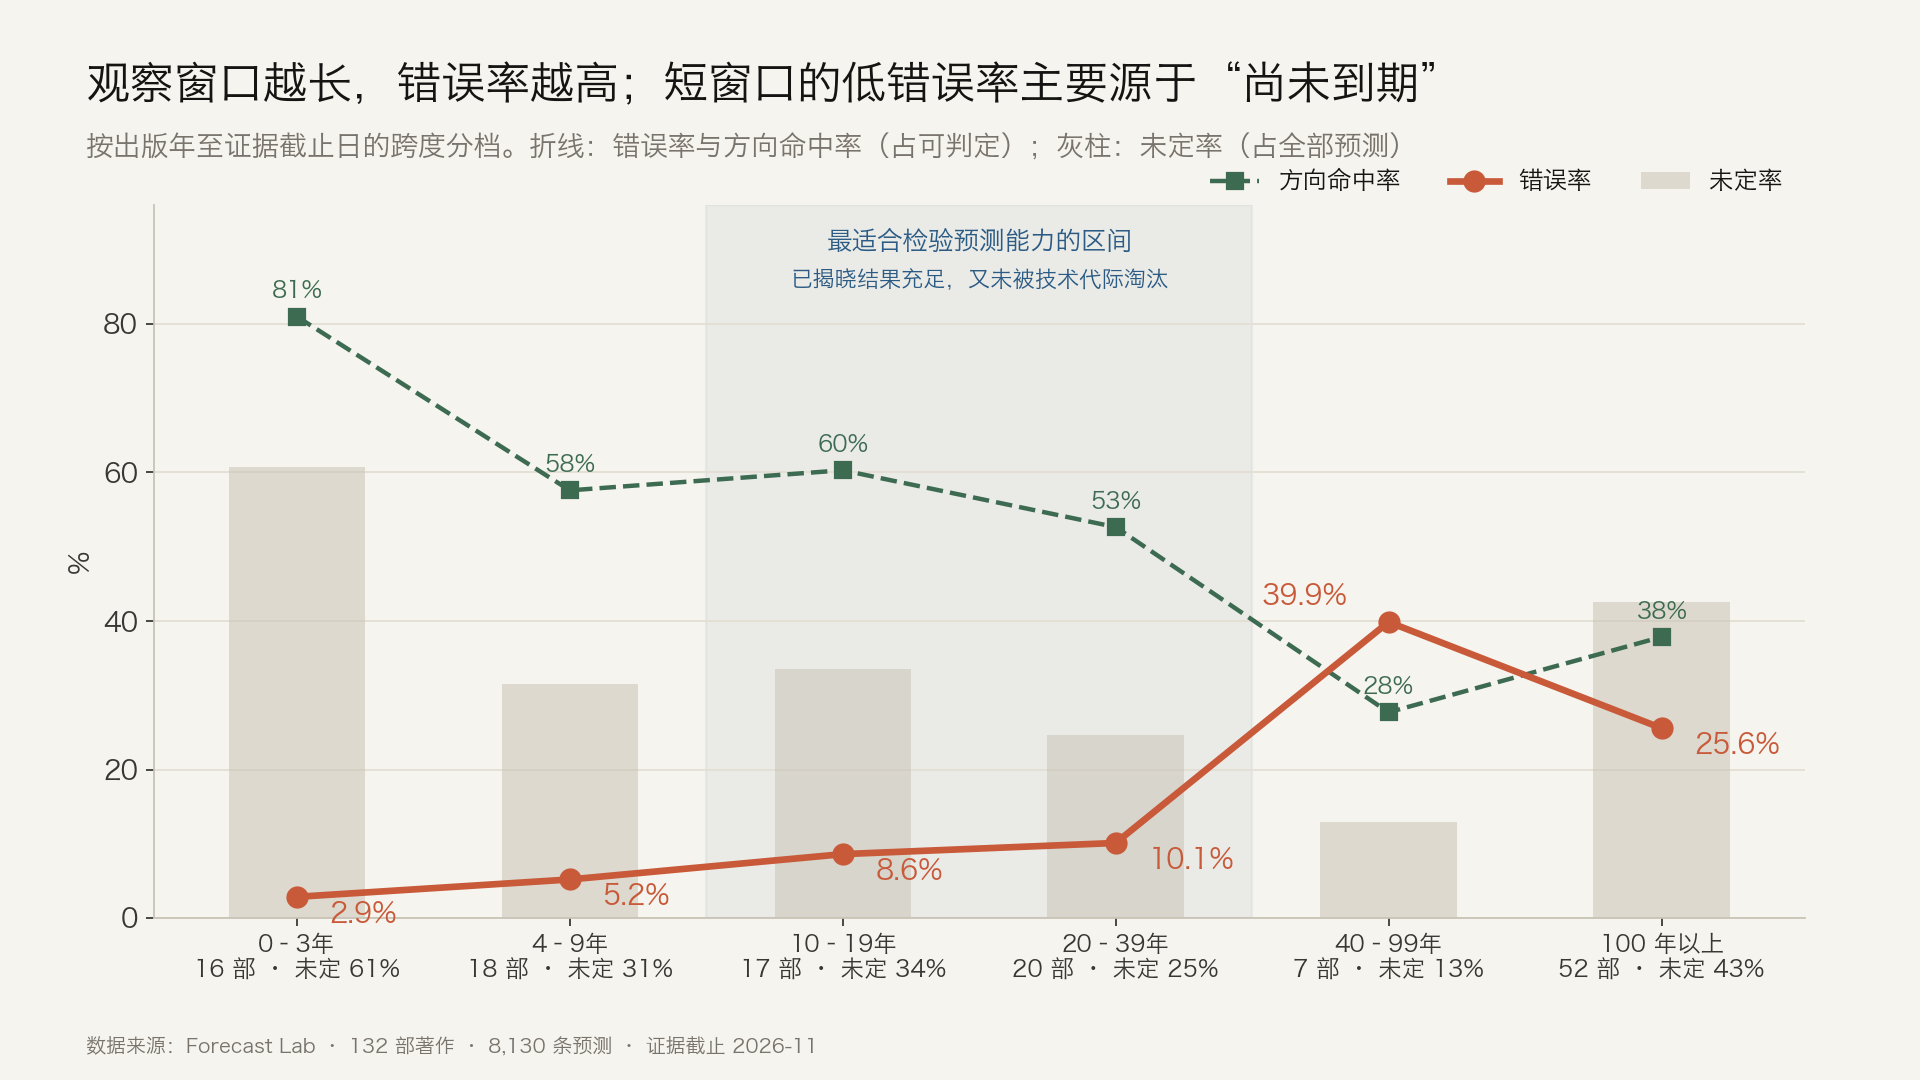 观察窗口越长，错误率越高；短窗口的低错误率主要源于“尚未到期”
按出版年至证据截止日的跨度分档。折线：错误率与方向命中率（占可判定）；灰柱：未定率（占全部预测）
方向命中率 错误率 未定率
最适合检验预测能力的区间
已揭晓结果充足，又未被技术代际淘汰
81%
58%
60%
53%
28%
38%
2.9%
5.2%
8.6%
10.1%
39.9%
25.6%
%
80
60
40
20
0
0 - 3年
16 部 · 未定 61%
4 - 9年
18 部 · 未定 31%
10 - 19年
17 部 · 未定 34%
20 - 39年
20 部 · 未定 25%
40 - 99年
7 部 · 未定 13%
100 年以上
52 部 · 未定 43%
数据来源：Forecast Lab · 132 部著作 · 8,130 条预测 · 证据截止 2026-11